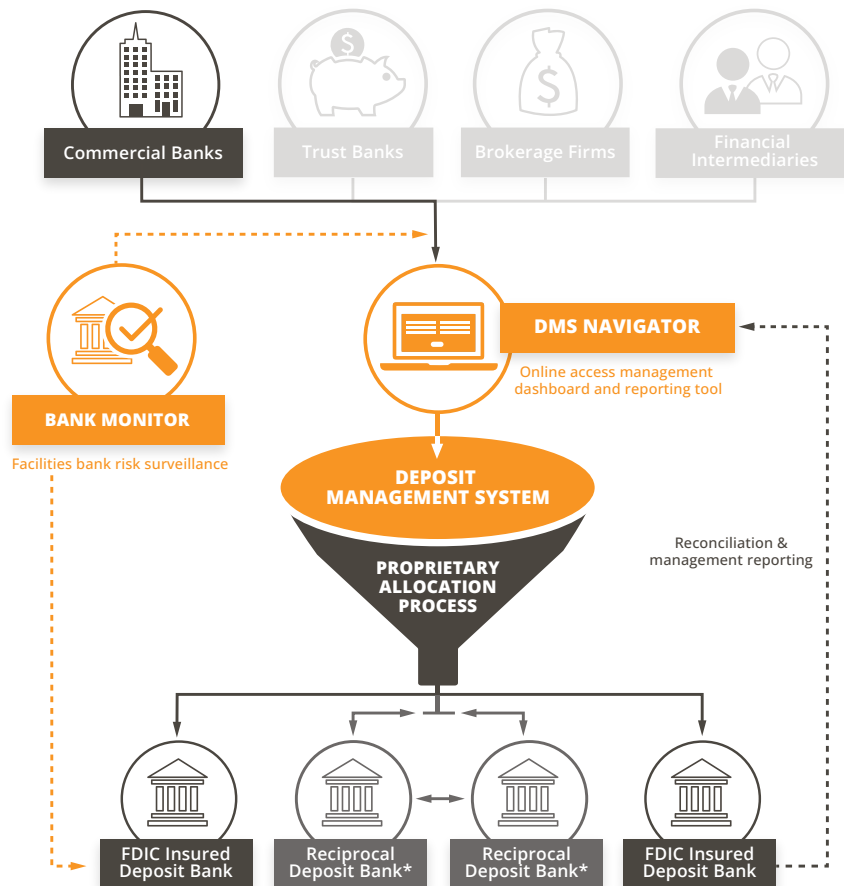 Commercial Banks
Trust Banks
Brokerage Firms
Financial
Intermediaries
DMS NAVIGATOR
Online access management
dashboard and reporting tool
BANK MONITOR
Facilities bank risk surveillance
DEPOSIT
MANAGEMENT SYSTEM
Reconciliation &
management reporting
PROPRIETARY
ALLOCATION
PROCESS
FDIC Insured
Deposit Bank
Reciprocal
Deposit Bank*
Reciprocal
Deposit Bank*
FDIC Insured
Deposit Bank
$
$